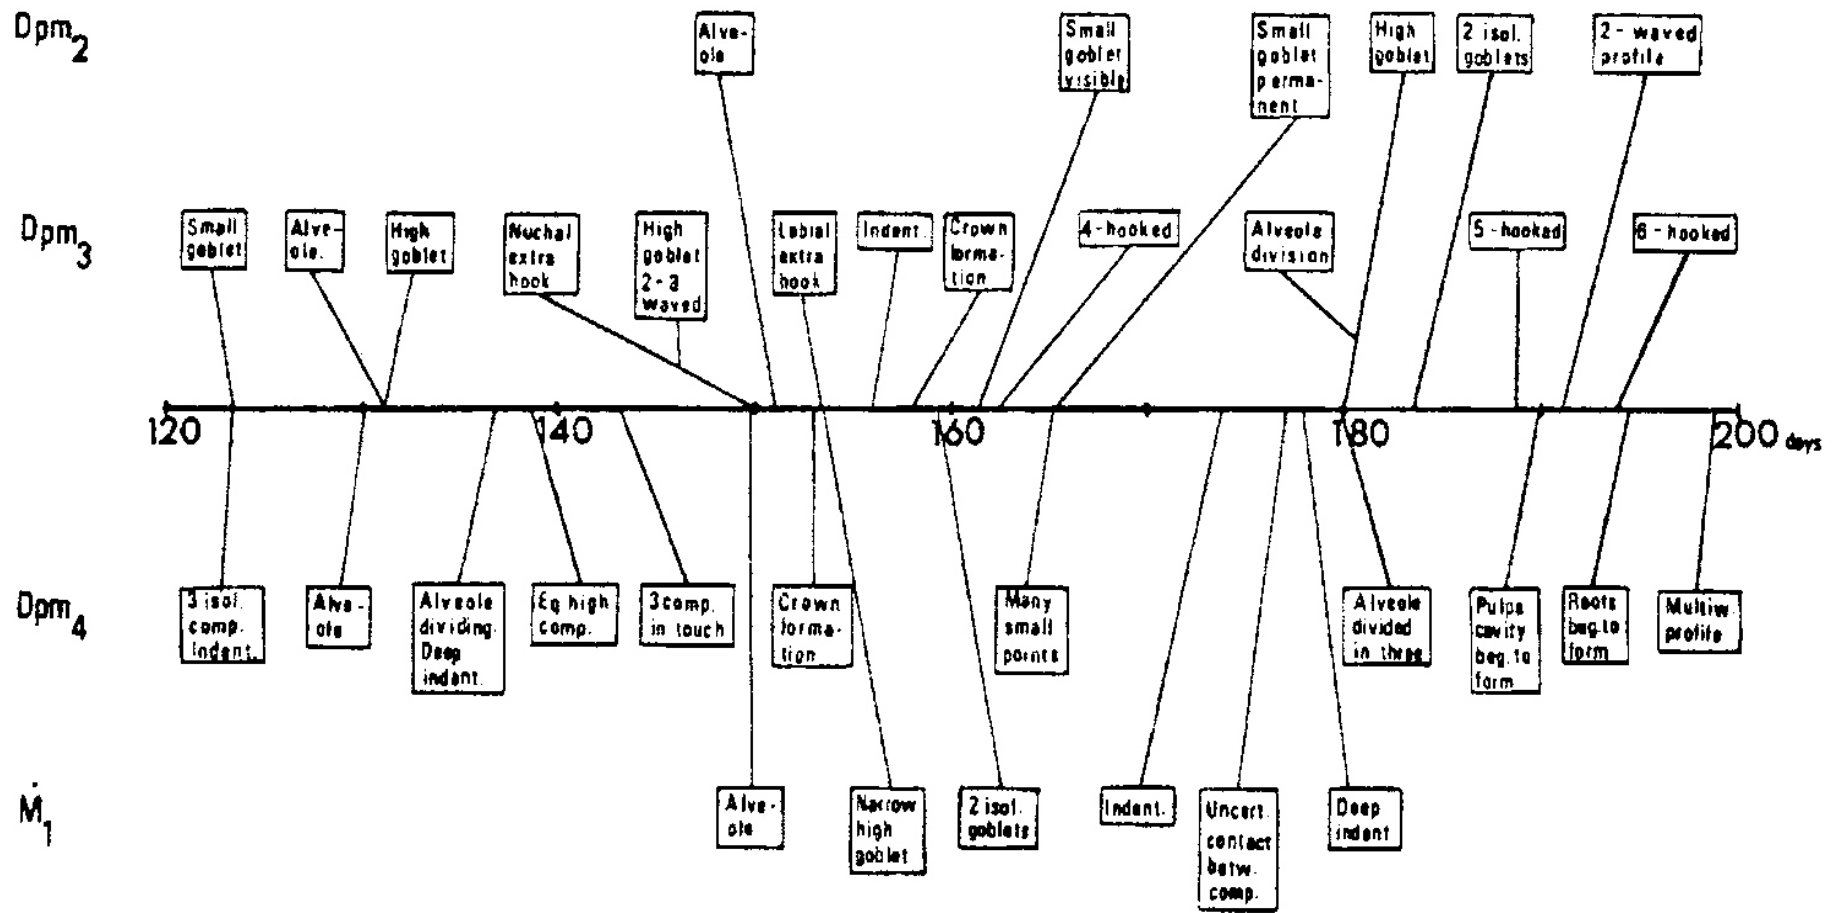 Dpm2
Alve-
ole
Small
goblet
visible
Small
goblet
perma-
nent
High
goblet
2 isol.
goblets
2-waved
profile
Dpm3
Small
goblet
Alve-
ole.
High
goblet
Nuchal
extra
hook
High
goblet
2-3
waved
Labial
extra
hook
Indent.
Crown
forma-
tion
4-hooked
Alveole
division
5-hooked
6-hooked
120
140
160
180
200 days
Dpm4
3 isol.
comp.
Indent.
Alve-
ole
Alveole
dividing.
Deep
indent.
Eq high
comp.
3 comp.
in touch
Crown
forma-
tion
Many
small
points
Alveole
divided
in three
Pulpa
cavity
beg. to
form
Roots
beg. to
form
Multiw.
profile
M1
Alve-
ole
Narrow
high
goblet
2 isol.
goblets
Indent.
Uncert.
contact
betw.
comp.
Deep
indent